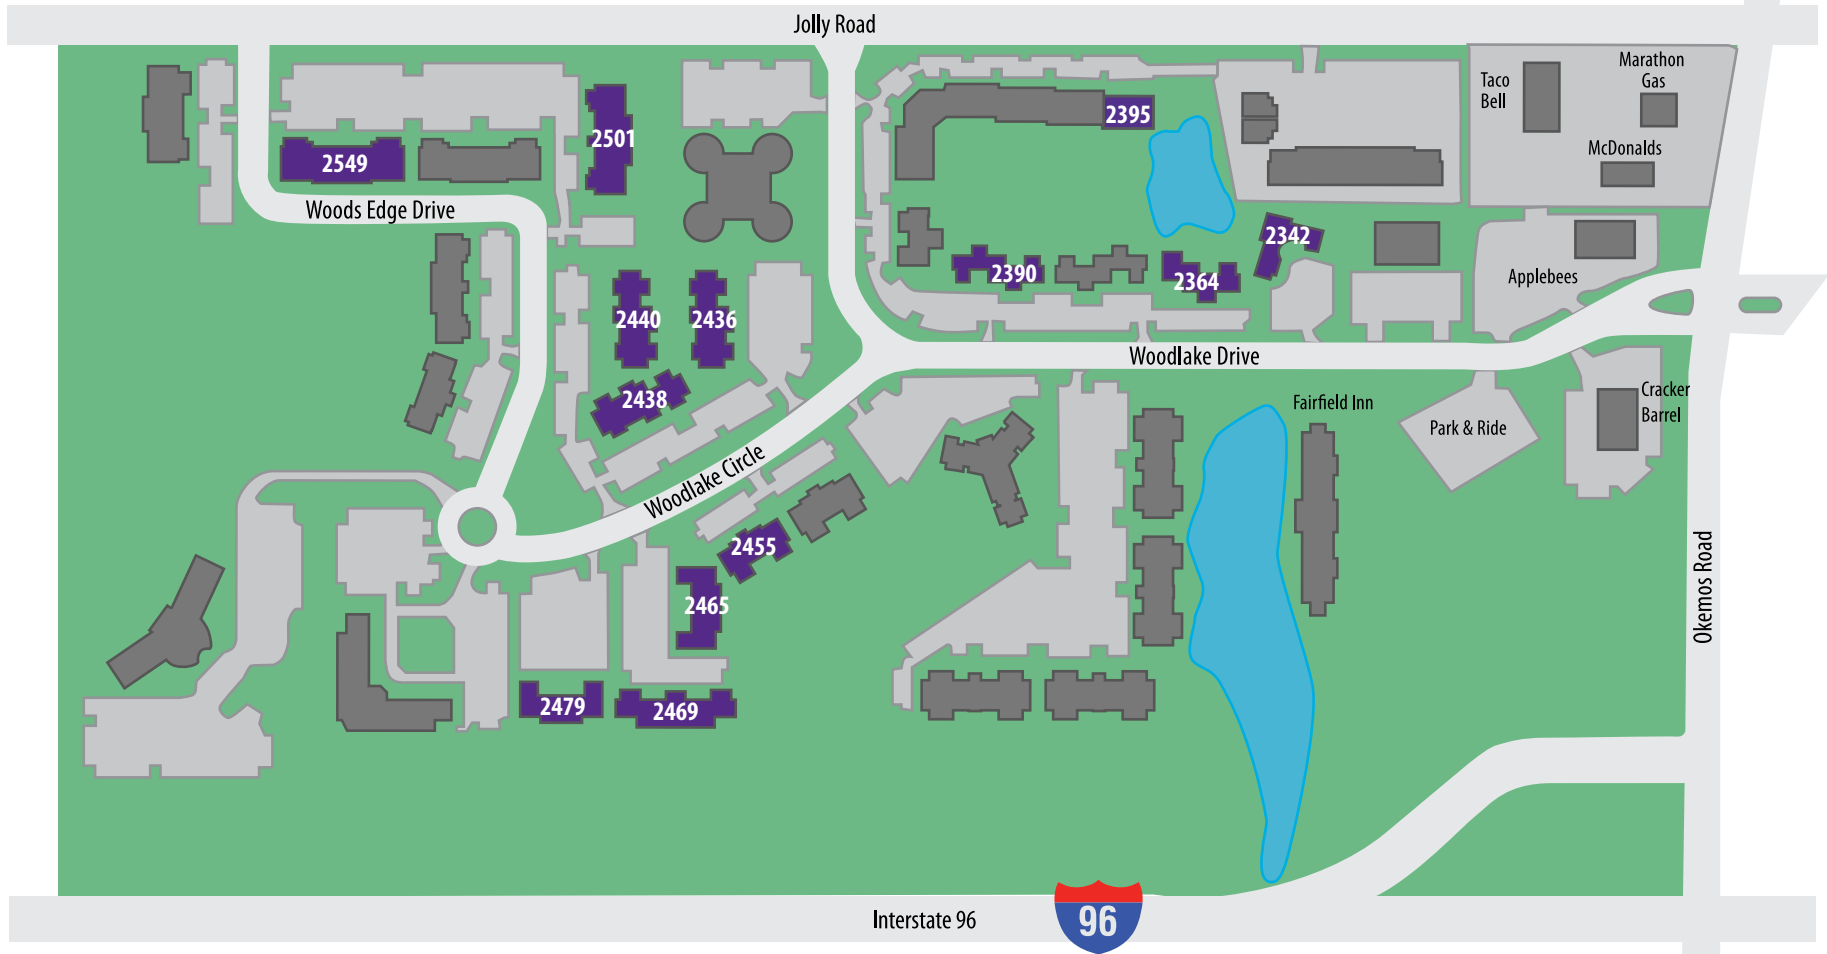 Jolly Road
Marathon
Gas
Taco
Bell
2395
2501
McDonalds
2549
Woods Edge Drive
2342
2390
2364
Applebees
2440
2436
Woodlake Drive
2438
Cracker
Barrel
Fairfield Inn
Park & Ride
Woodlake Circle
2455
Okemos Road
2465
2479
2469
Interstate 96
96